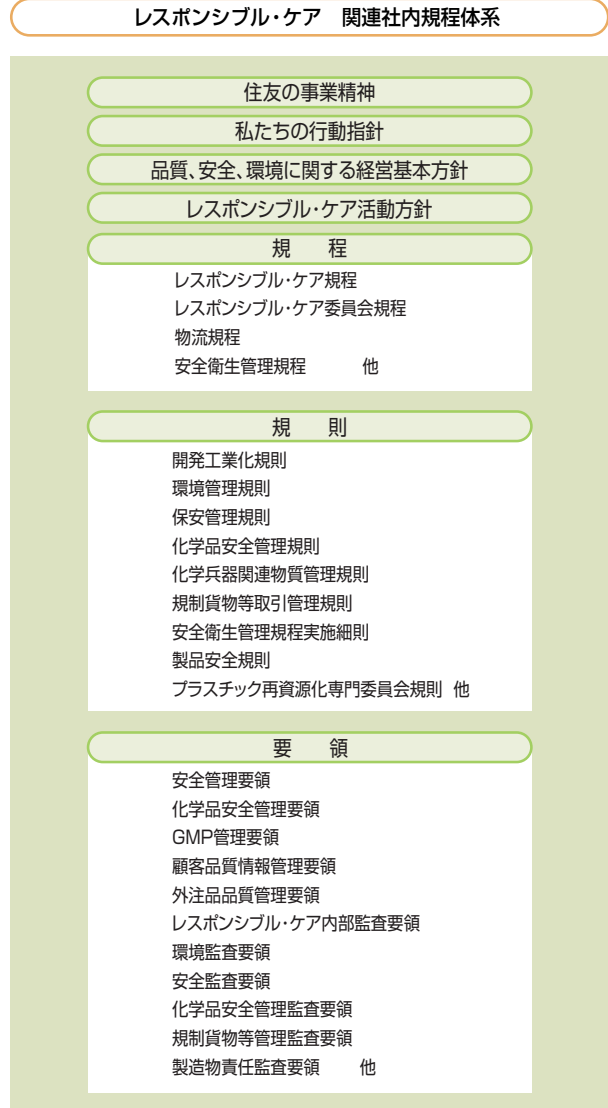 レスポンシブル・ケア　関連社内規程体系
住友の事業精神
私たちの行動指針
品質、安全、環境に関する経営基本方針
レスポンシブル・ケア活動方針
規　程
レスポンシブル・ケア規程
レスポンシブル・ケア委員会規程
物流規程
安全衛生管理規程　　他
規　則
開発工業化規則
環境管理規則
保安管理規則
化学品安全管理規則
化学兵器関連物質管理規則
規制貨物等取引管理規則
安全衛生管理規程実施細則
製品安全規則
プラスチック再資源化専門委員会規則　他
要　領
安全管理要領
化学品安全管理要領
GMP管理要領
顧客品質情報管理要領
外注品品質管理要領
レスポンシブル・ケア内部監査要領
環境監査要領
安全監査要領
化学品安全管理監査要領
規制貨物等管理監査要領
製造物責任監査要領　　他